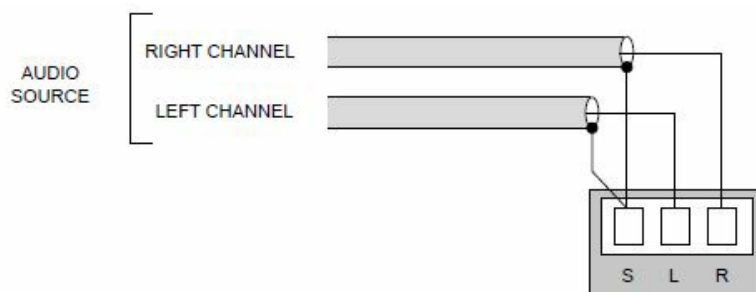 AUDIO
SOURCE
RIGHT CHANNEL
LEFT CHANNEL
S L R